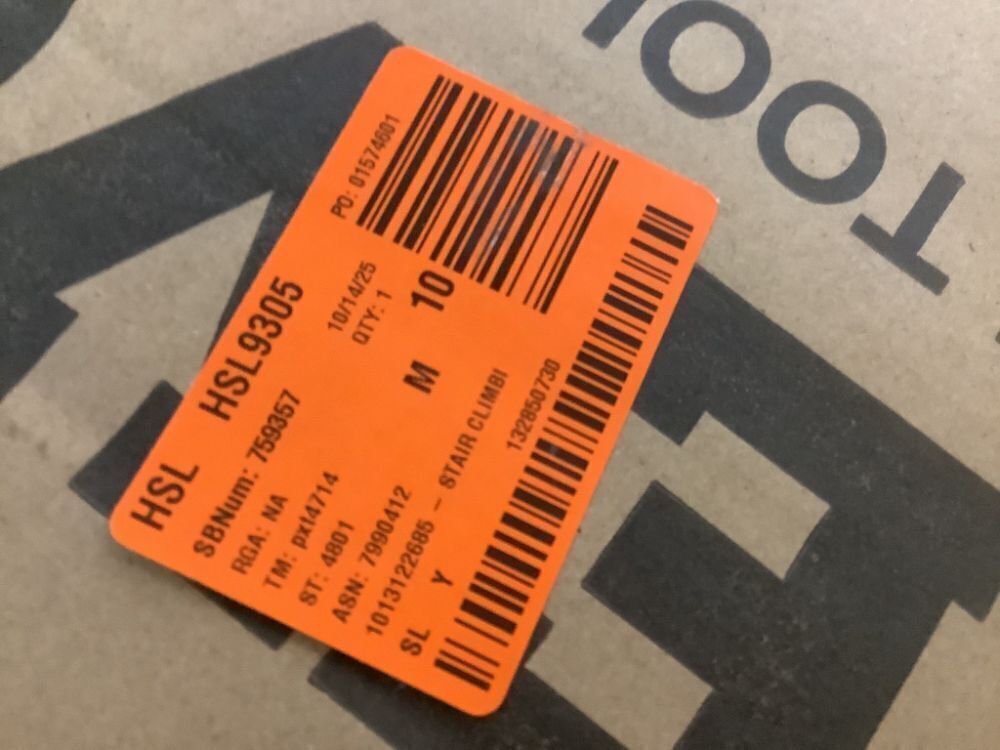 HSL HSL9305
SBNum: 759357
RGA: NA 10/14/25 PO: 01574601
TM: pxt4714 QTY: 1
ST: 4801
ASN: 7990412 M 10
1013122685 - STAIR CLIMBI
SL Y
132850730
TOO